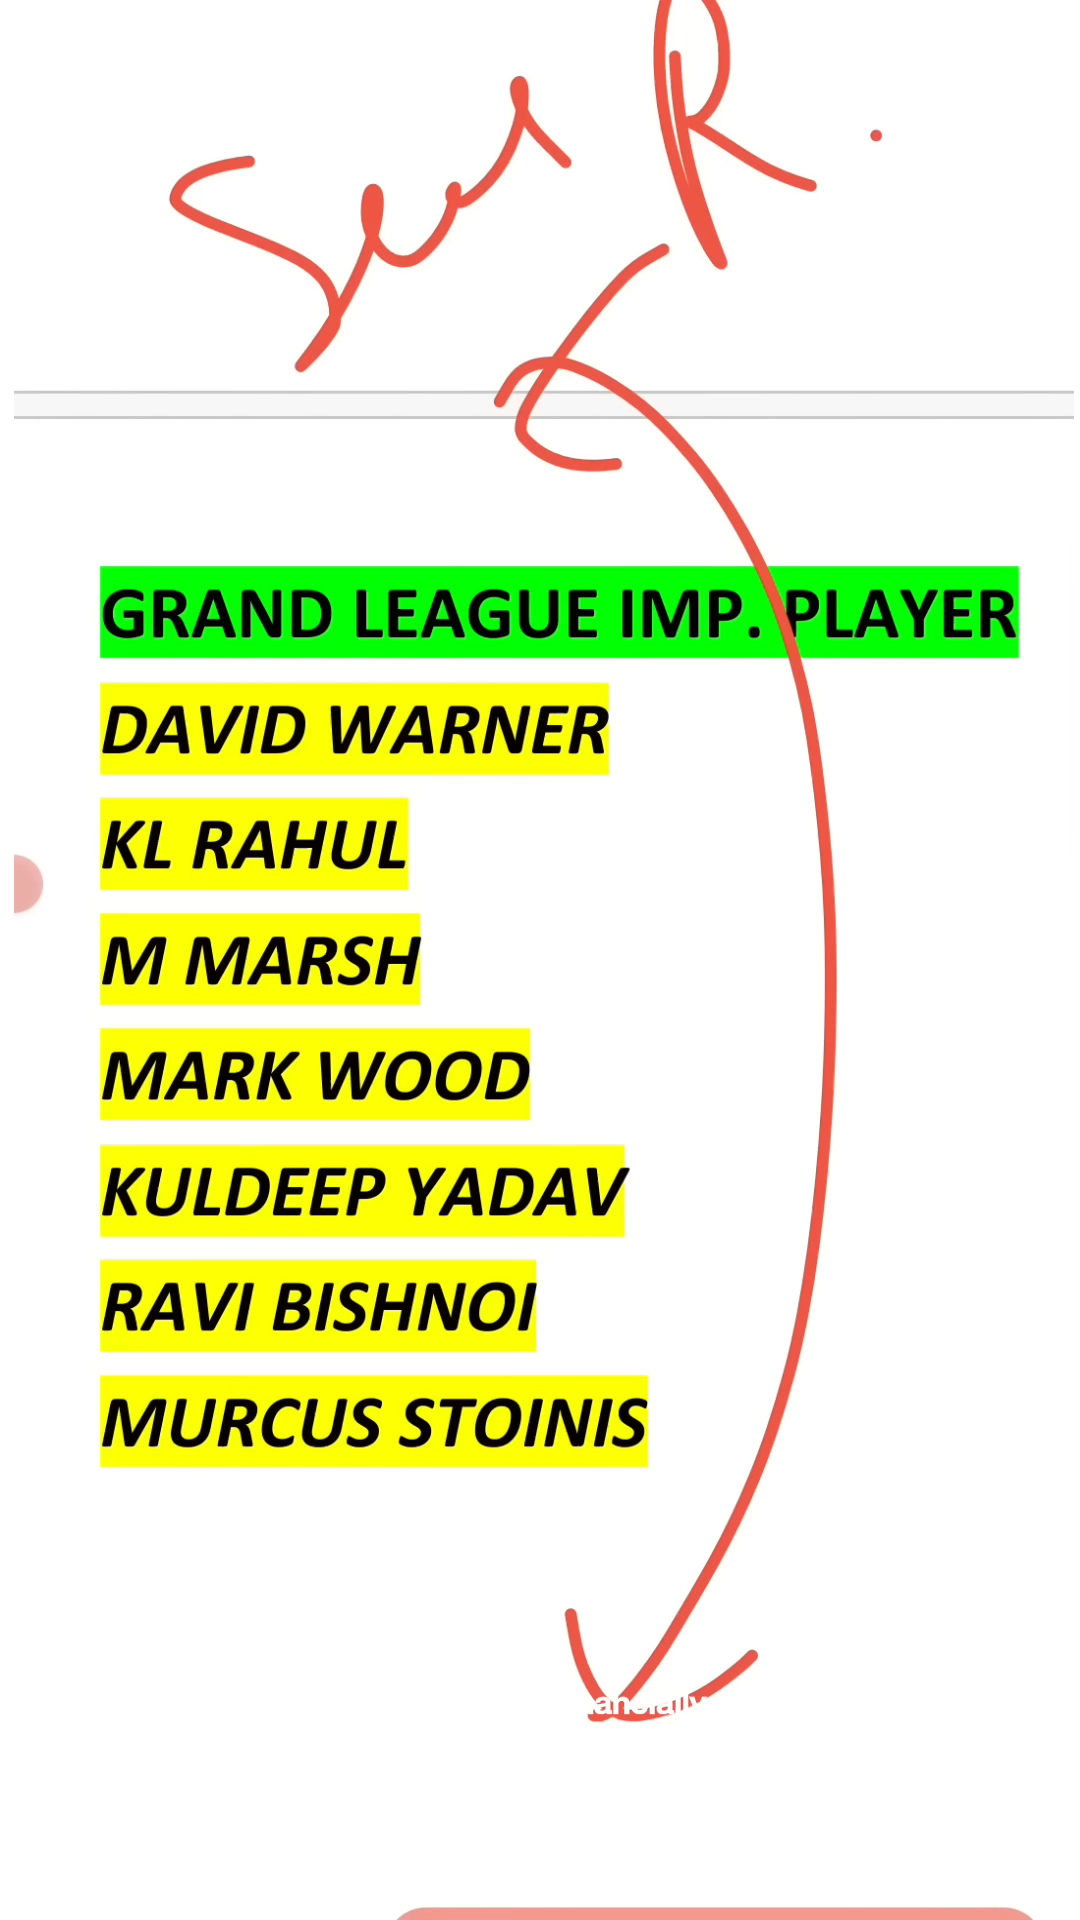 GRAND LEAGUE IMP. PLAYER
DAVID WARNER
KL RAHUL
M MARSH
MARK WOOD
KULDEEP YADAV
RAVI BISHNOI
MURCUS STOINIS